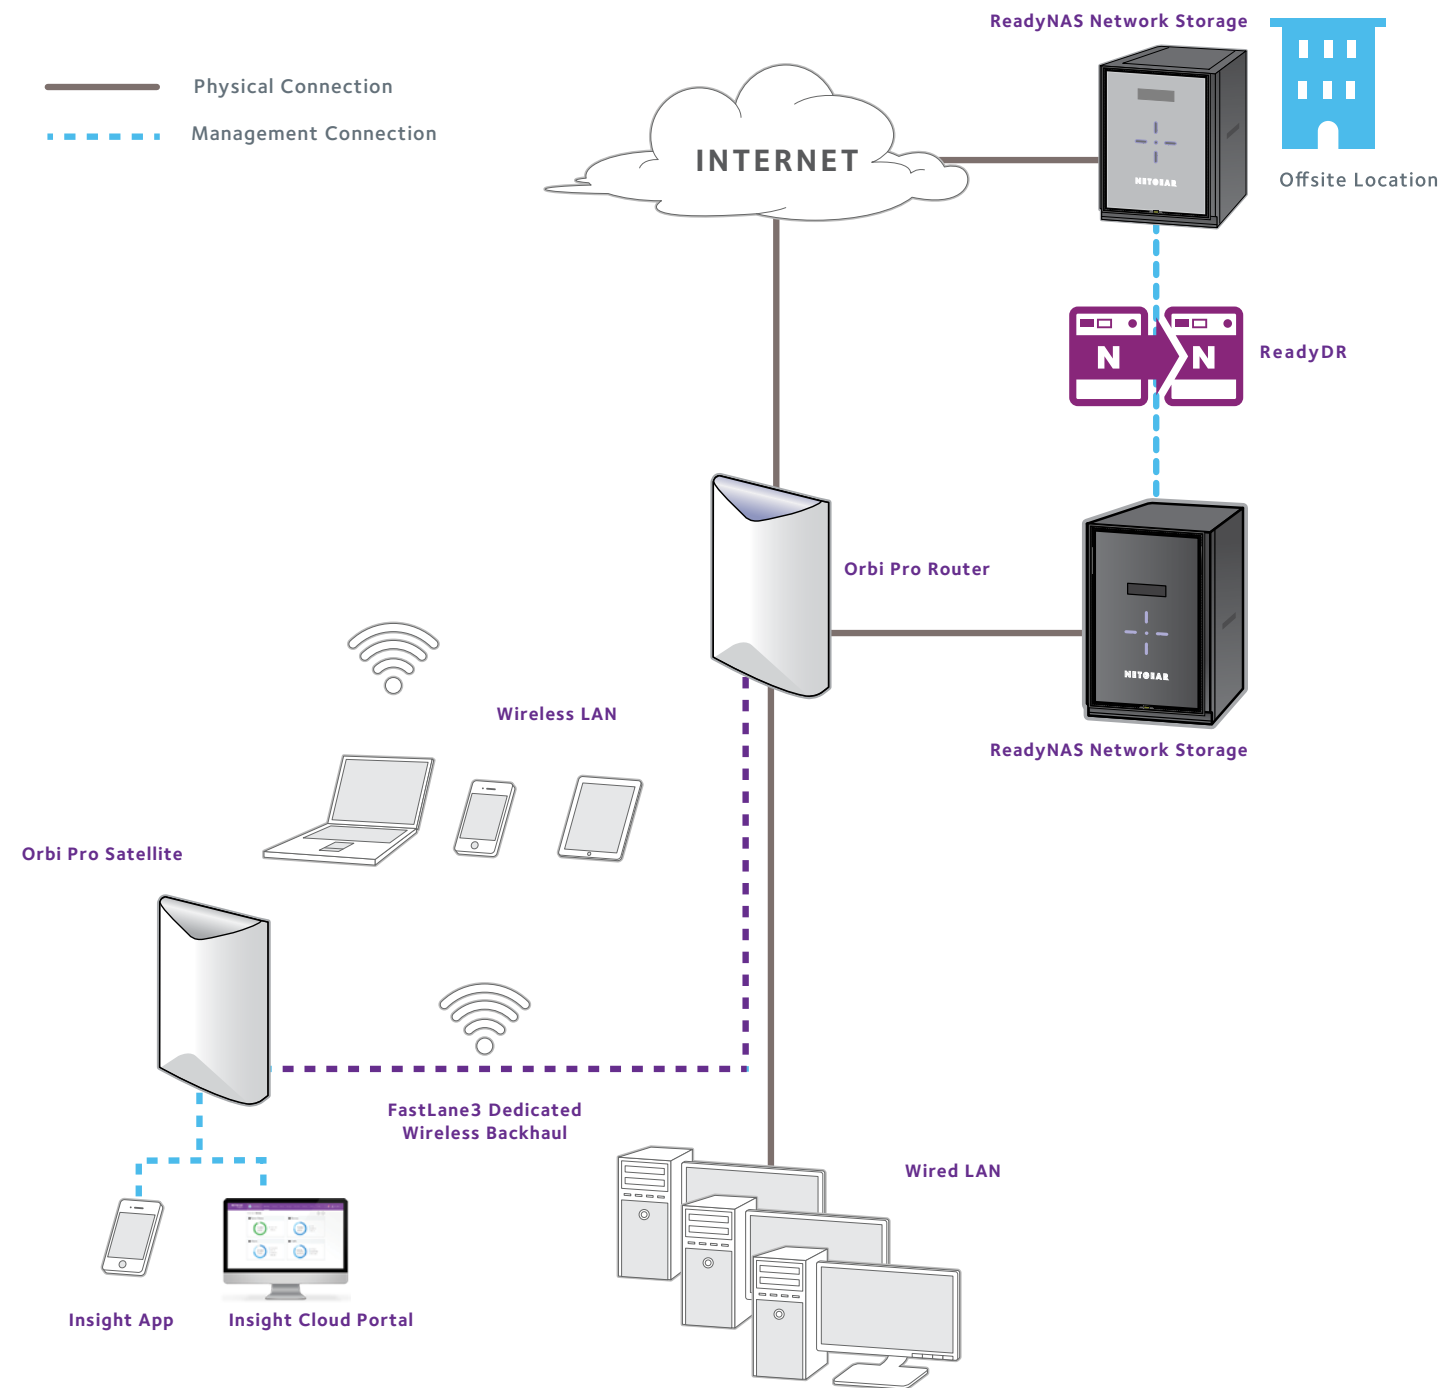 ReadyNAS Network Storage
Physical Connection
Management Connection
INTERNET
NETGEAR
Offsite Location
N N
ReadyDR
Orbi Pro Router
NETGEAR
Wireless LAN
ReadyNAS Network Storage
Orbi Pro Satellite
FastLane3 Dedicated
Wireless Backhaul
Wired LAN
Insight App
Insight Cloud Portal